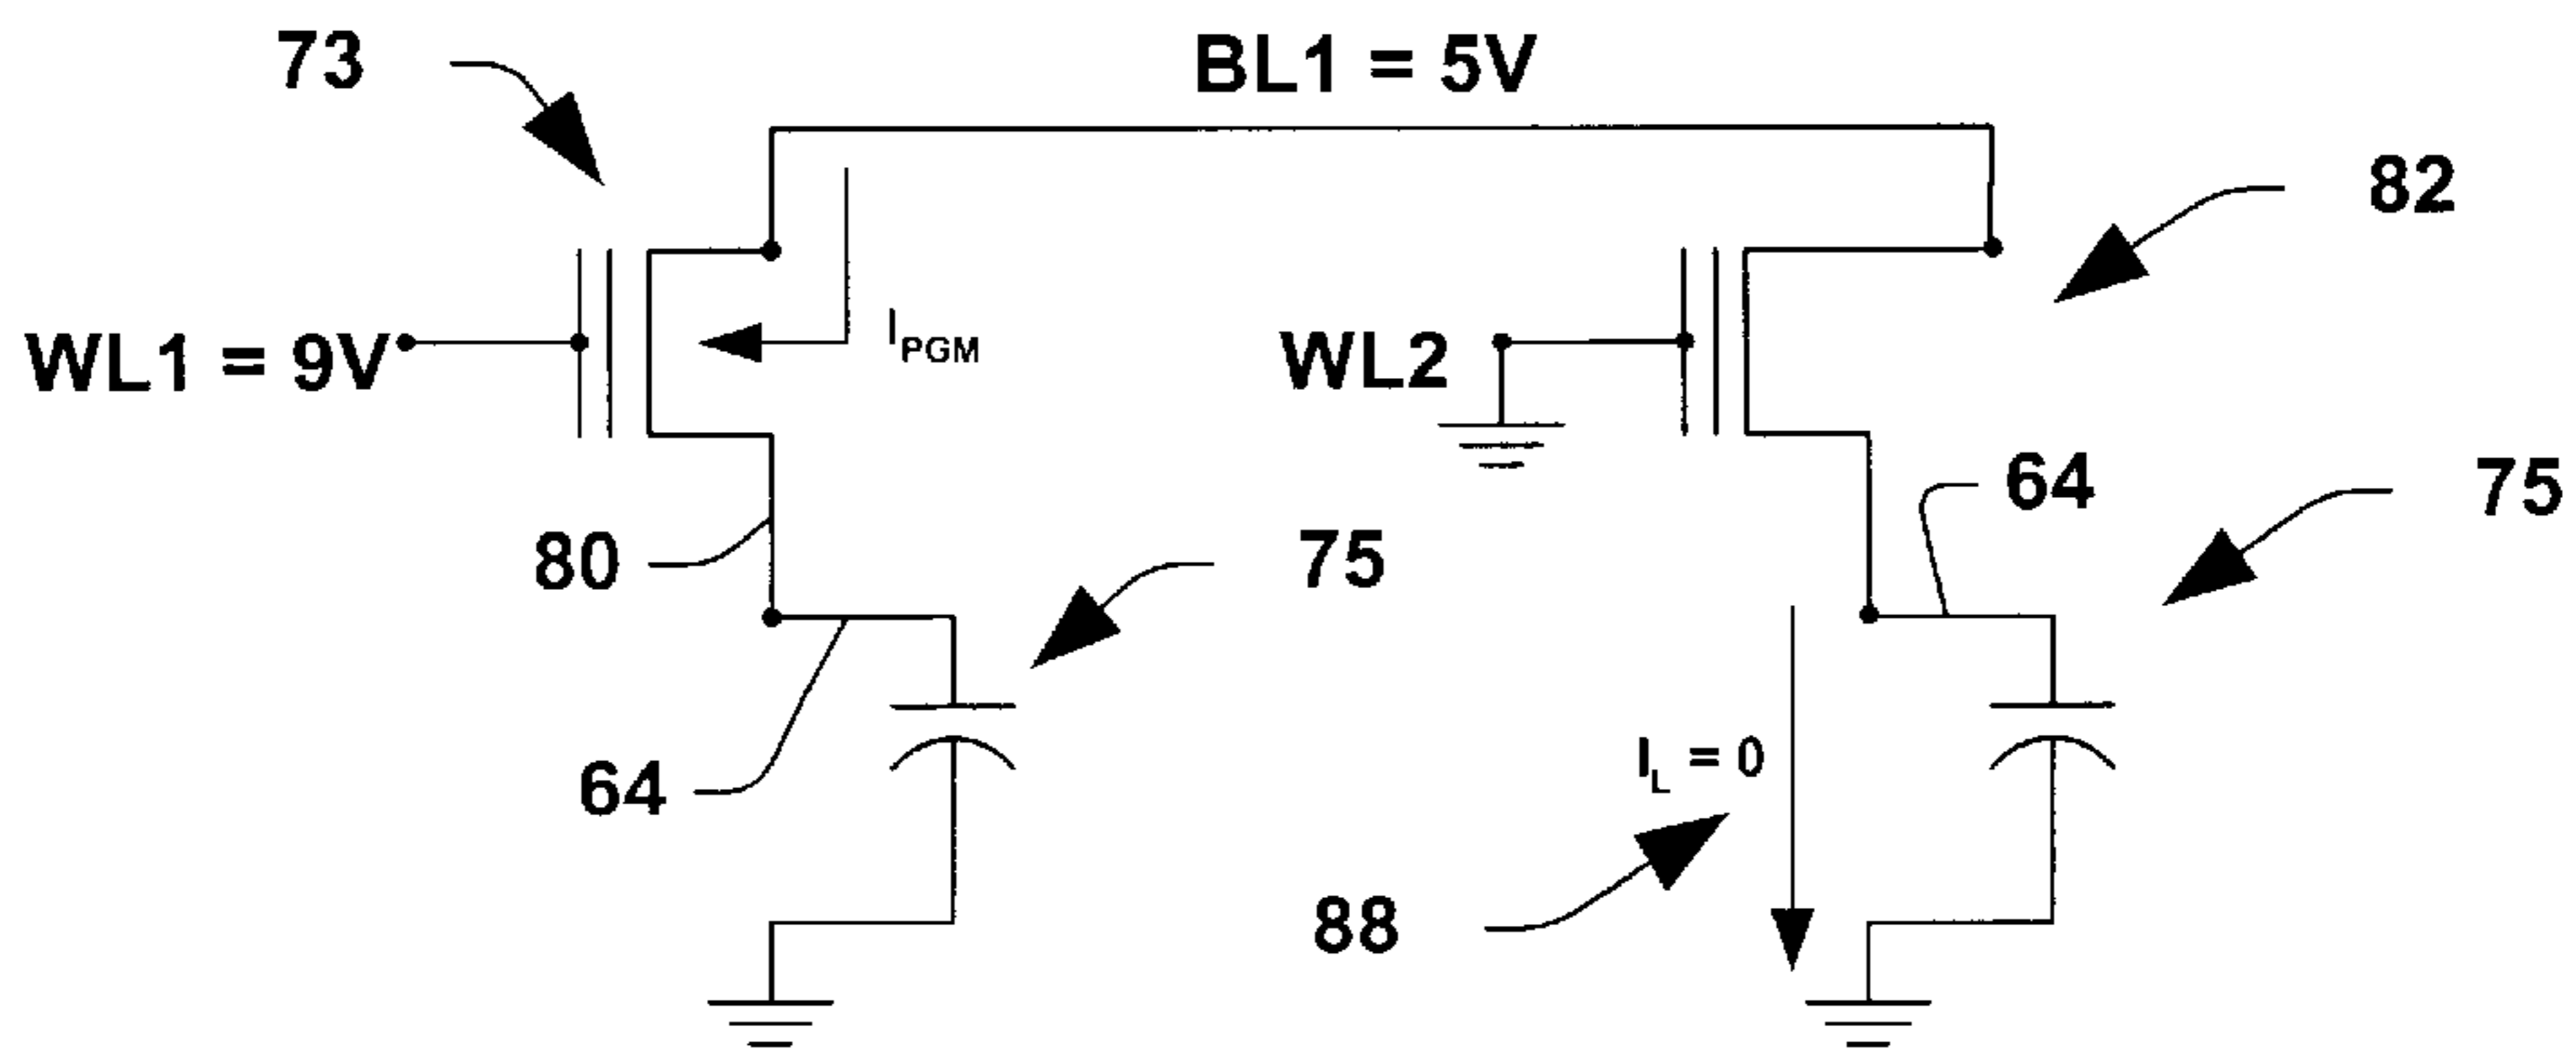 73
BL1 = 5V
82
WL1 = 9V
IPGM
WL2
80
75
64
75
64
IL = 0
88